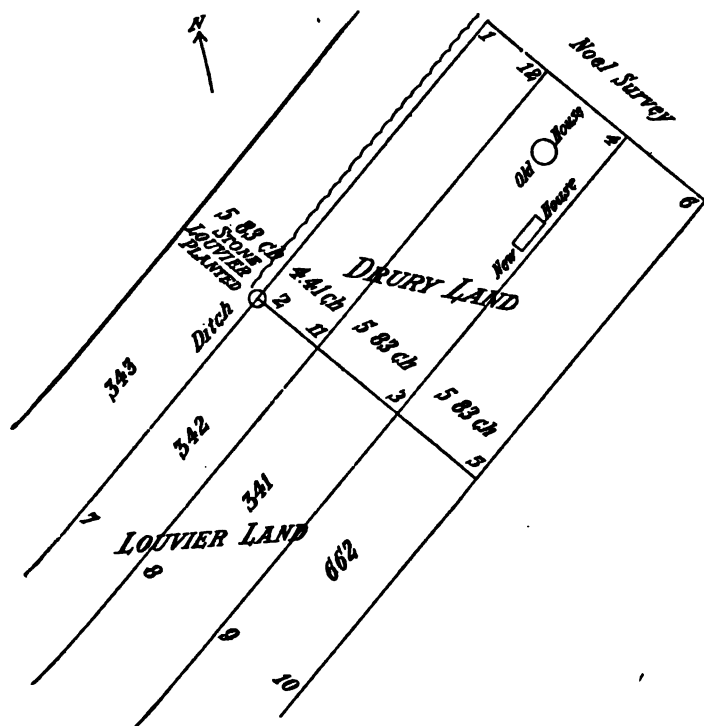 N
1
12
Noel Survey
Old House
4
6
New House
5 83 ch
STONE
LOUVIER
PLANTED
Ditch
2
4.41 ch
DRURY LAND
11
5 83 ch
3
5 83 ch
5
343
342
341
662
7
LOUVIER LAND
8
9
10